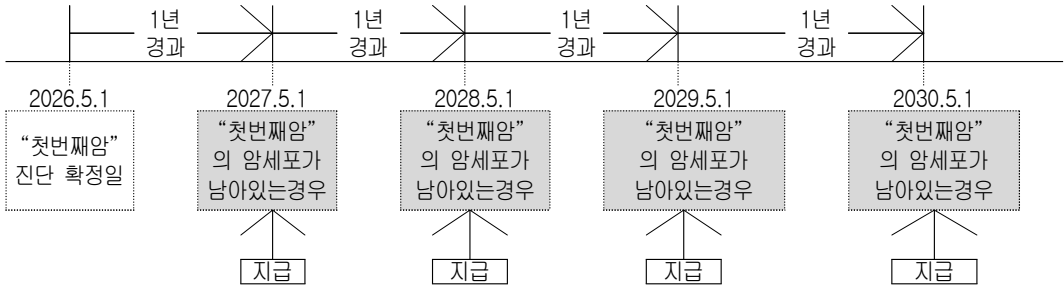 1년 1년 1년 1년
경과 경과 경과 경과
2026.5.1 2027.5.1 2028.5.1 2029.5.1 2030.5.1
“첫번째암”
진단 확정일
“첫번째암”
의 암세포가
남아있는경우
“첫번째암”
의 암세포가
남아있는경우
“첫번째암”
의 암세포가
남아있는경우
“첫번째암”
의 암세포가
남아있는경우
지급 지급 지급 지급